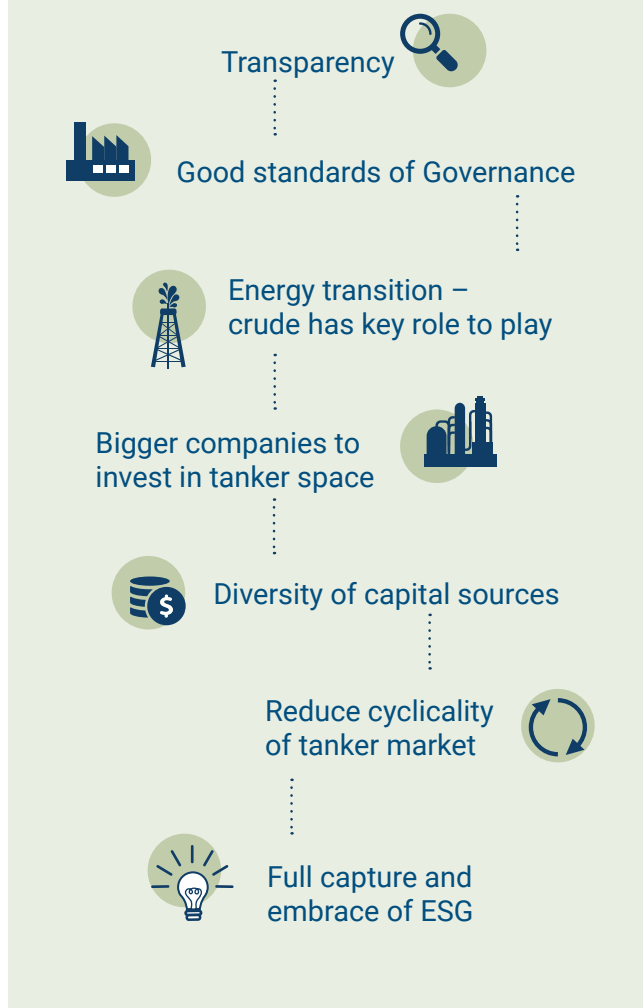 Transparency
Good standards of Governance
Energy transition –
crude has key role to play
Bigger companies to
invest in tanker space
$
Diversity of capital sources
Reduce cyclicality
of tanker market
Full capture and
embrace of ESG